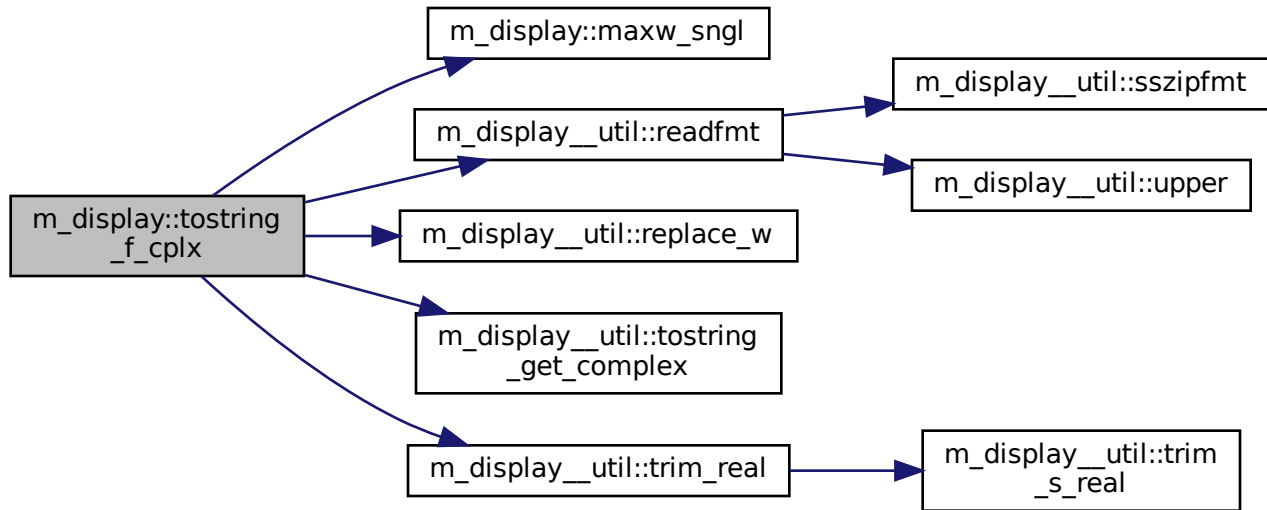 m_display::maxw_sngl
m_display__util::sszipfmt
m_display__util::readfmt
m_display__util::upper
m_display::tostring
_f_cplx
m_display__util::replace_w
m_display__util::tostring
_get_complex
m_display__util::trim_real
m_display__util::trim
_s_real